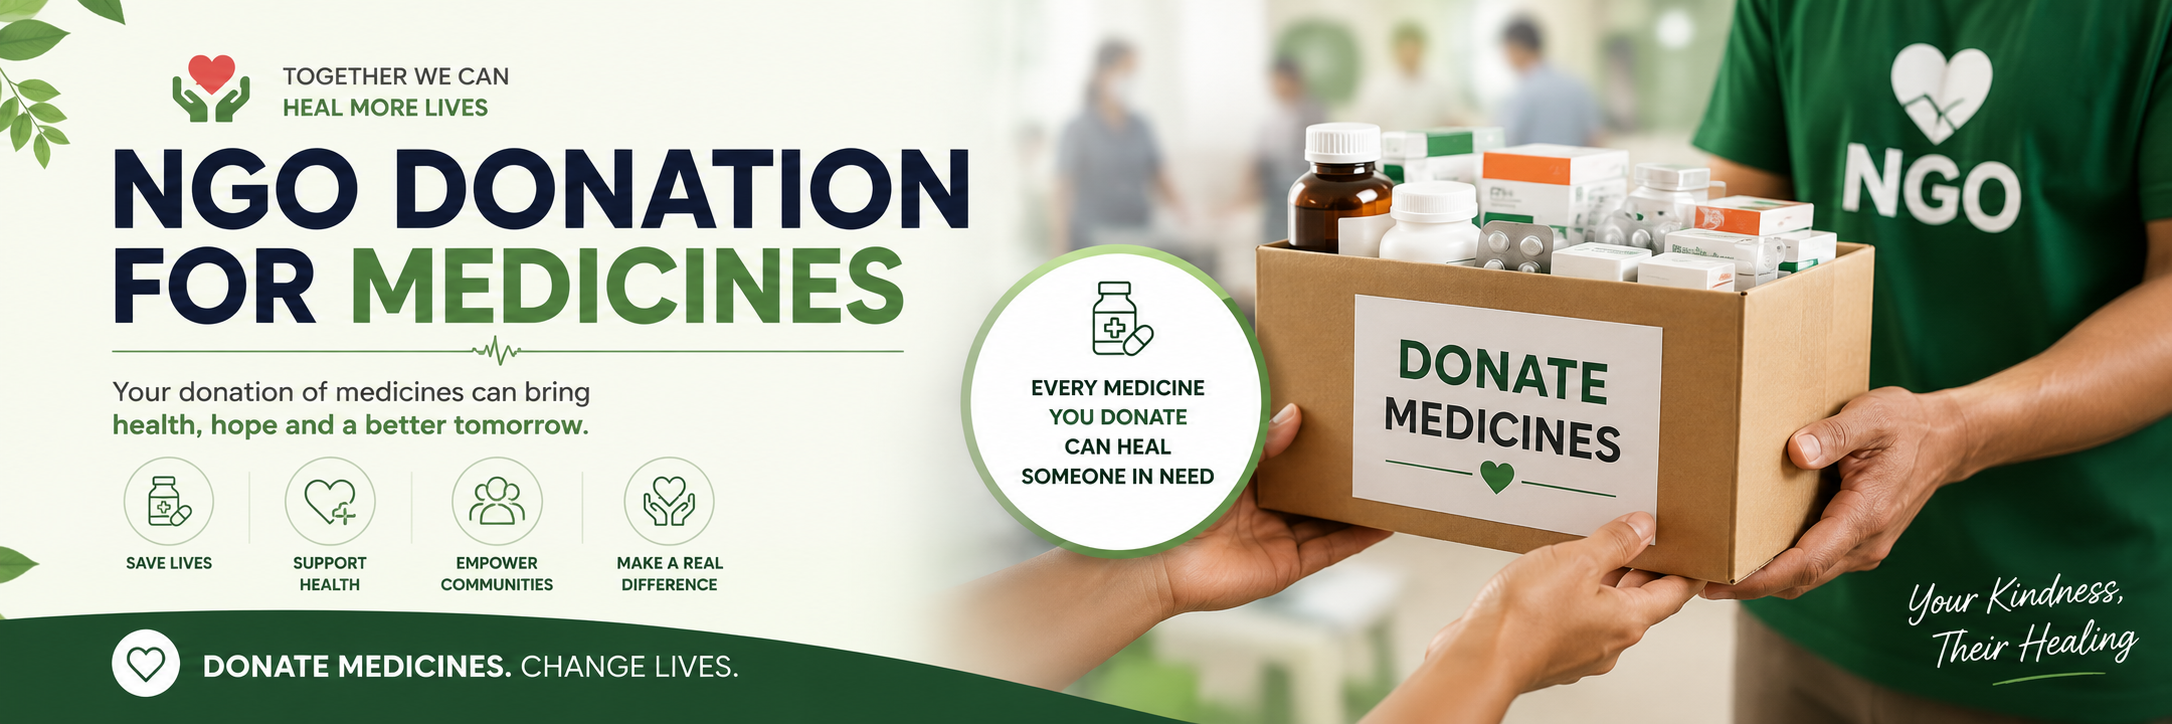 TOGETHER WE CAN
HEAL MORE LIVES
NGO DONATION
FOR MEDICINES
Your donation of medicines can bring
health, hope and a better tomorrow.
SAVE LIVES
SUPPORT
HEALTH
EMPOWER
COMMUNITIES
MAKE A REAL
DIFFERENCE
DONATE MEDICINES. CHANGE LIVES.
EVERY MEDICINE
YOU DONATE
CAN HEAL
SOMEONE IN NEED
DONATE
MEDICINES
NGO
Your Kindness,
Their Healing